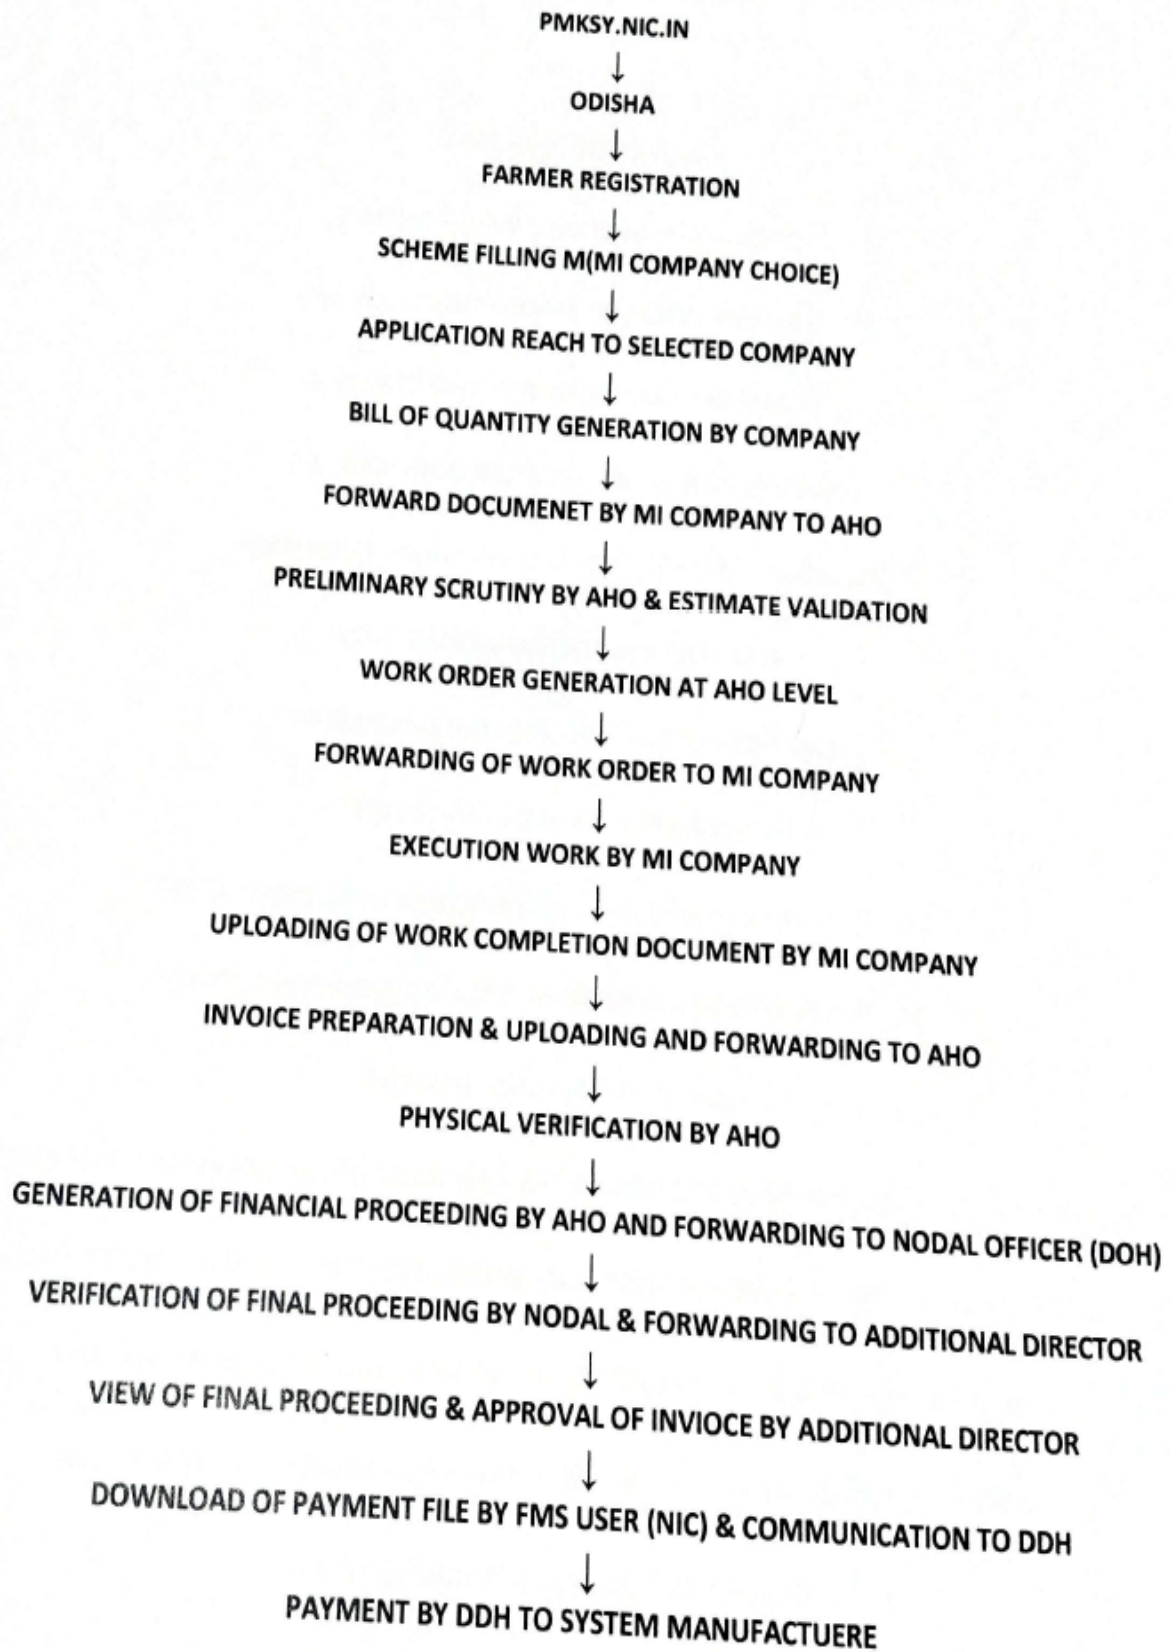 PMKSY.NIC.IN
↓
ODISHA
↓
FARMER REGISTRATION
↓
SCHEME FILLING M(MI COMPANY CHOICE)
↓
APPLICATION REACH TO SELECTED COMPANY
↓
BILL OF QUANTITY GENERATION BY COMPANY
↓
FORWARD DOCUMENET BY MI COMPANY TO AHO
↓
PRELIMINARY SCRUTINY BY AHO & ESTIMATE VALIDATION
↓
WORK ORDER GENERATION AT AHO LEVEL
↓
FORWARDING OF WORK ORDER TO MI COMPANY
↓
EXECUTION WORK BY MI COMPANY
↓
UPLOADING OF WORK COMPLETION DOCUMENT BY MI COMPANY
↓
INVOICE PREPARATION & UPLOADING AND FORWARDING TO AHO
↓
PHYSICAL VERIFICATION BY AHO
↓
GENERATION OF FINANCIAL PROCEEDING BY AHO AND FORWARDING TO NODAL OFFICER (DOH)
↓
VERIFICATION OF FINAL PROCEEDING BY NODAL & FORWARDING TO ADDITIONAL DIRECTOR
↓
VIEW OF FINAL PROCEEDING & APPROVAL OF INVIOCE BY ADDITIONAL DIRECTOR
↓
DOWNLOAD OF PAYMENT FILE BY FMS USER (NIC) & COMMUNICATION TO DDH
↓
PAYMENT BY DDH TO SYSTEM MANUFACTUERE